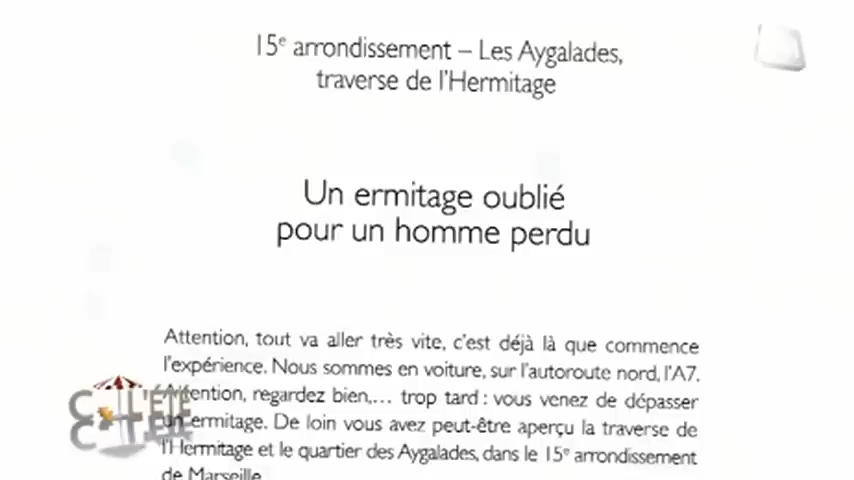 15e arrondissement – Les Aygalades,
traverse de l'Hermitage
Un ermitage oublié
pour un homme perdu
Attention, tout va aller très vite, c'est déjà là que commence
l'expérience. Nous sommes en voiture, sur l'autoroute nord, l'A7.
Attention, regardez bien,... trop tard : vous venez de dépasser
un ermitage. De loin vous avez peut-être aperçu la traverse de
l'Hermitage et le quartier des Aygalades, dans le 15e arrondissement
de Marseille
L'ÉTÉ